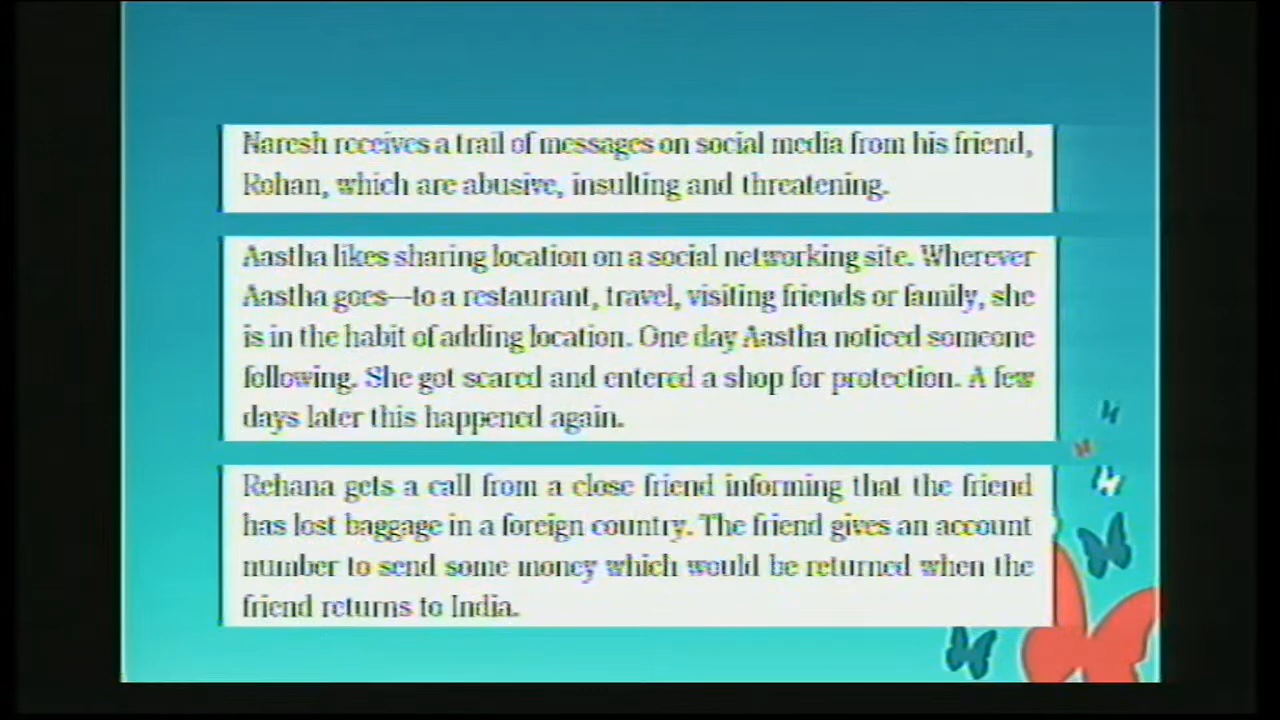 Naresh receives a trail of messages on social media from his friend,
Rohan, which are abusive, insulting and threatening.
Aastha likes sharing location on a social networking site. Wherever
Aastha goes—to a restaurant, travel, visiting friends or family, she
is in the habit of adding location. One day Aastha noticed someone
following. She got scared and entered a shop for protection. A few
days later this happened again.
Rehana gets a call from a close friend informing that the friend
has lost baggage in a foreign country. The friend gives an account
number to send some money which would be returned when the
friend returns to India.